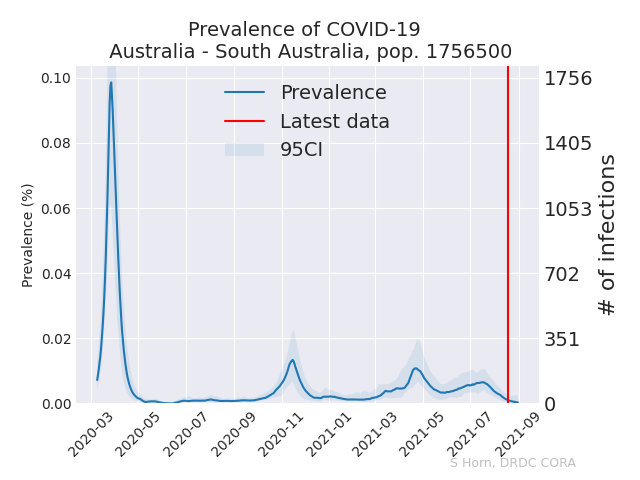 Prevalence of COVID-19
Australia - South Australia, pop. 1756500
Prevalence
Latest data
95CI
Prevalence (%)
0.10
0.08
0.06
0.04
0.02
0.00
1756
1405
1053
702
351
0
# of infections
2020-03
2020-05
2020-07
2020-09
2020-11
2021-01
2021-03
2021-05
2021-07
2021-09
S Horn, DRDC CORA